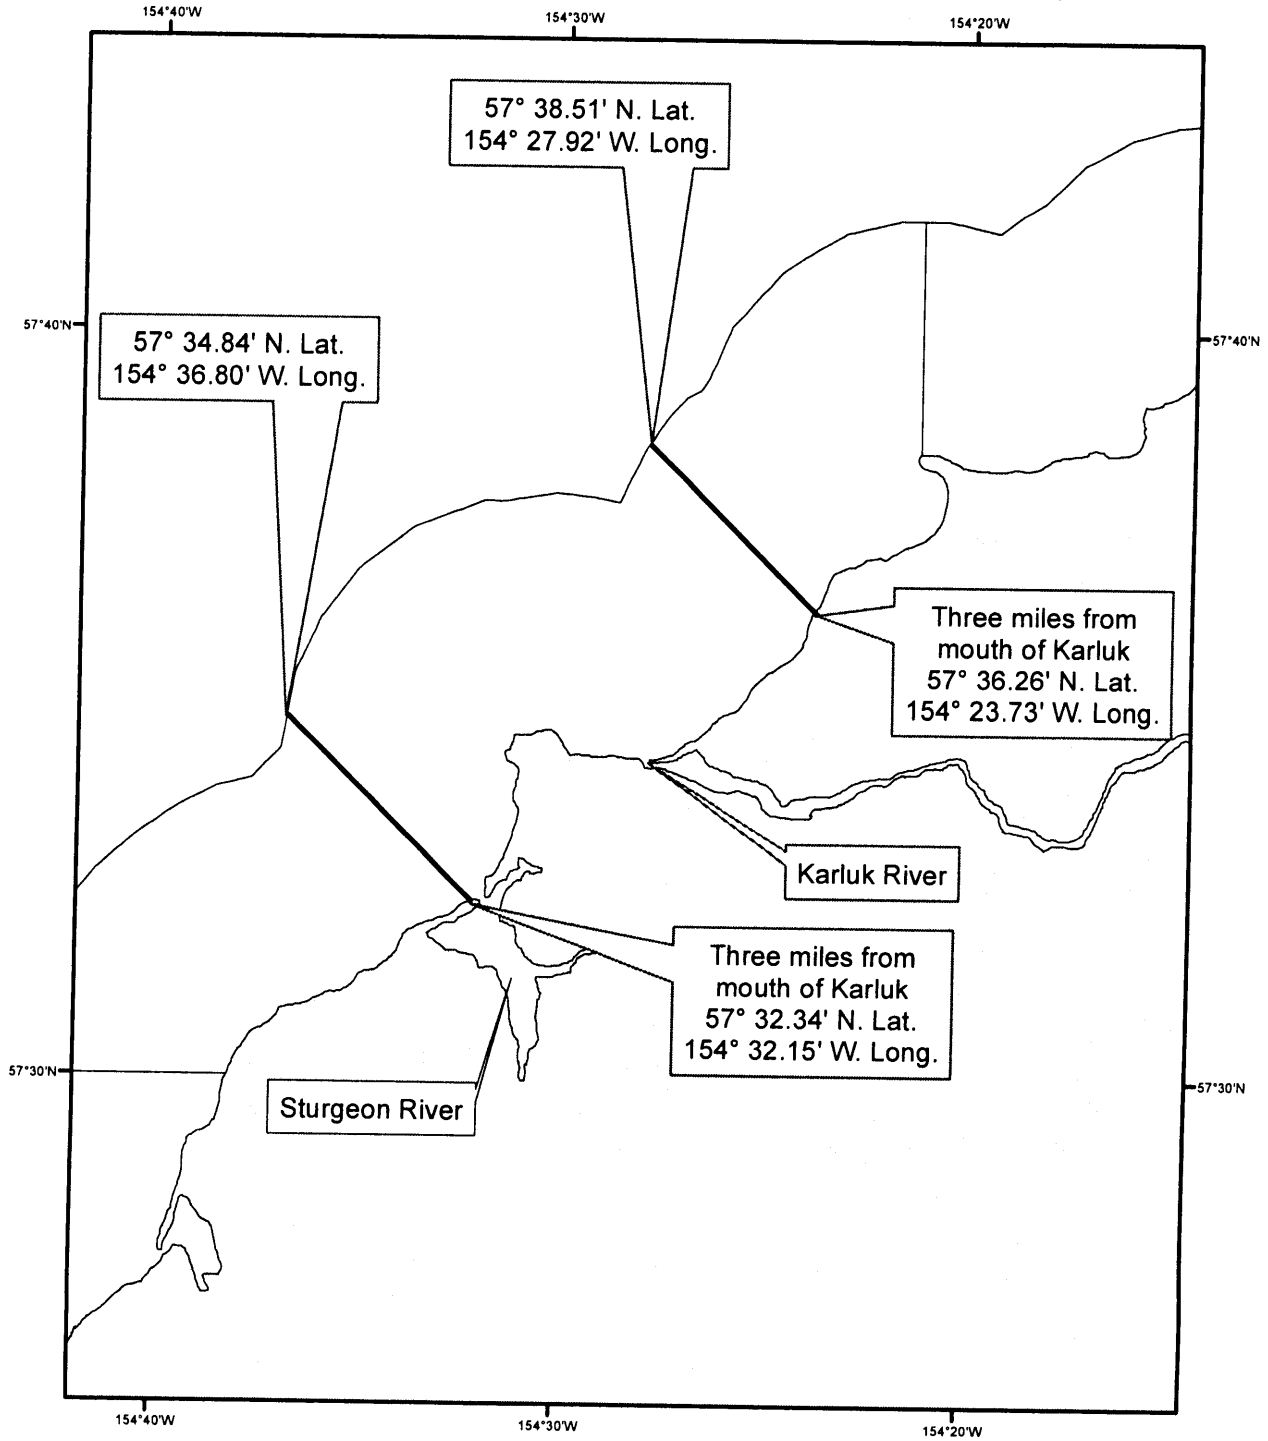 154°40'W
154°30'W
154°20'W
57° 38.51' N. Lat.
154° 27.92' W. Long.
57°40'N
57°40'N
57° 34.84' N. Lat.
154° 36.80' W. Long.
Three miles from
mouth of Karluk
57° 36.26' N. Lat.
154° 23.73' W. Long.
Karluk River
Three miles from
mouth of Karluk
57° 32.34' N. Lat.
154° 32.15' W. Long.
57°30'N
57°30'N
Sturgeon River
154°40'W
154°30'W
154°20'W